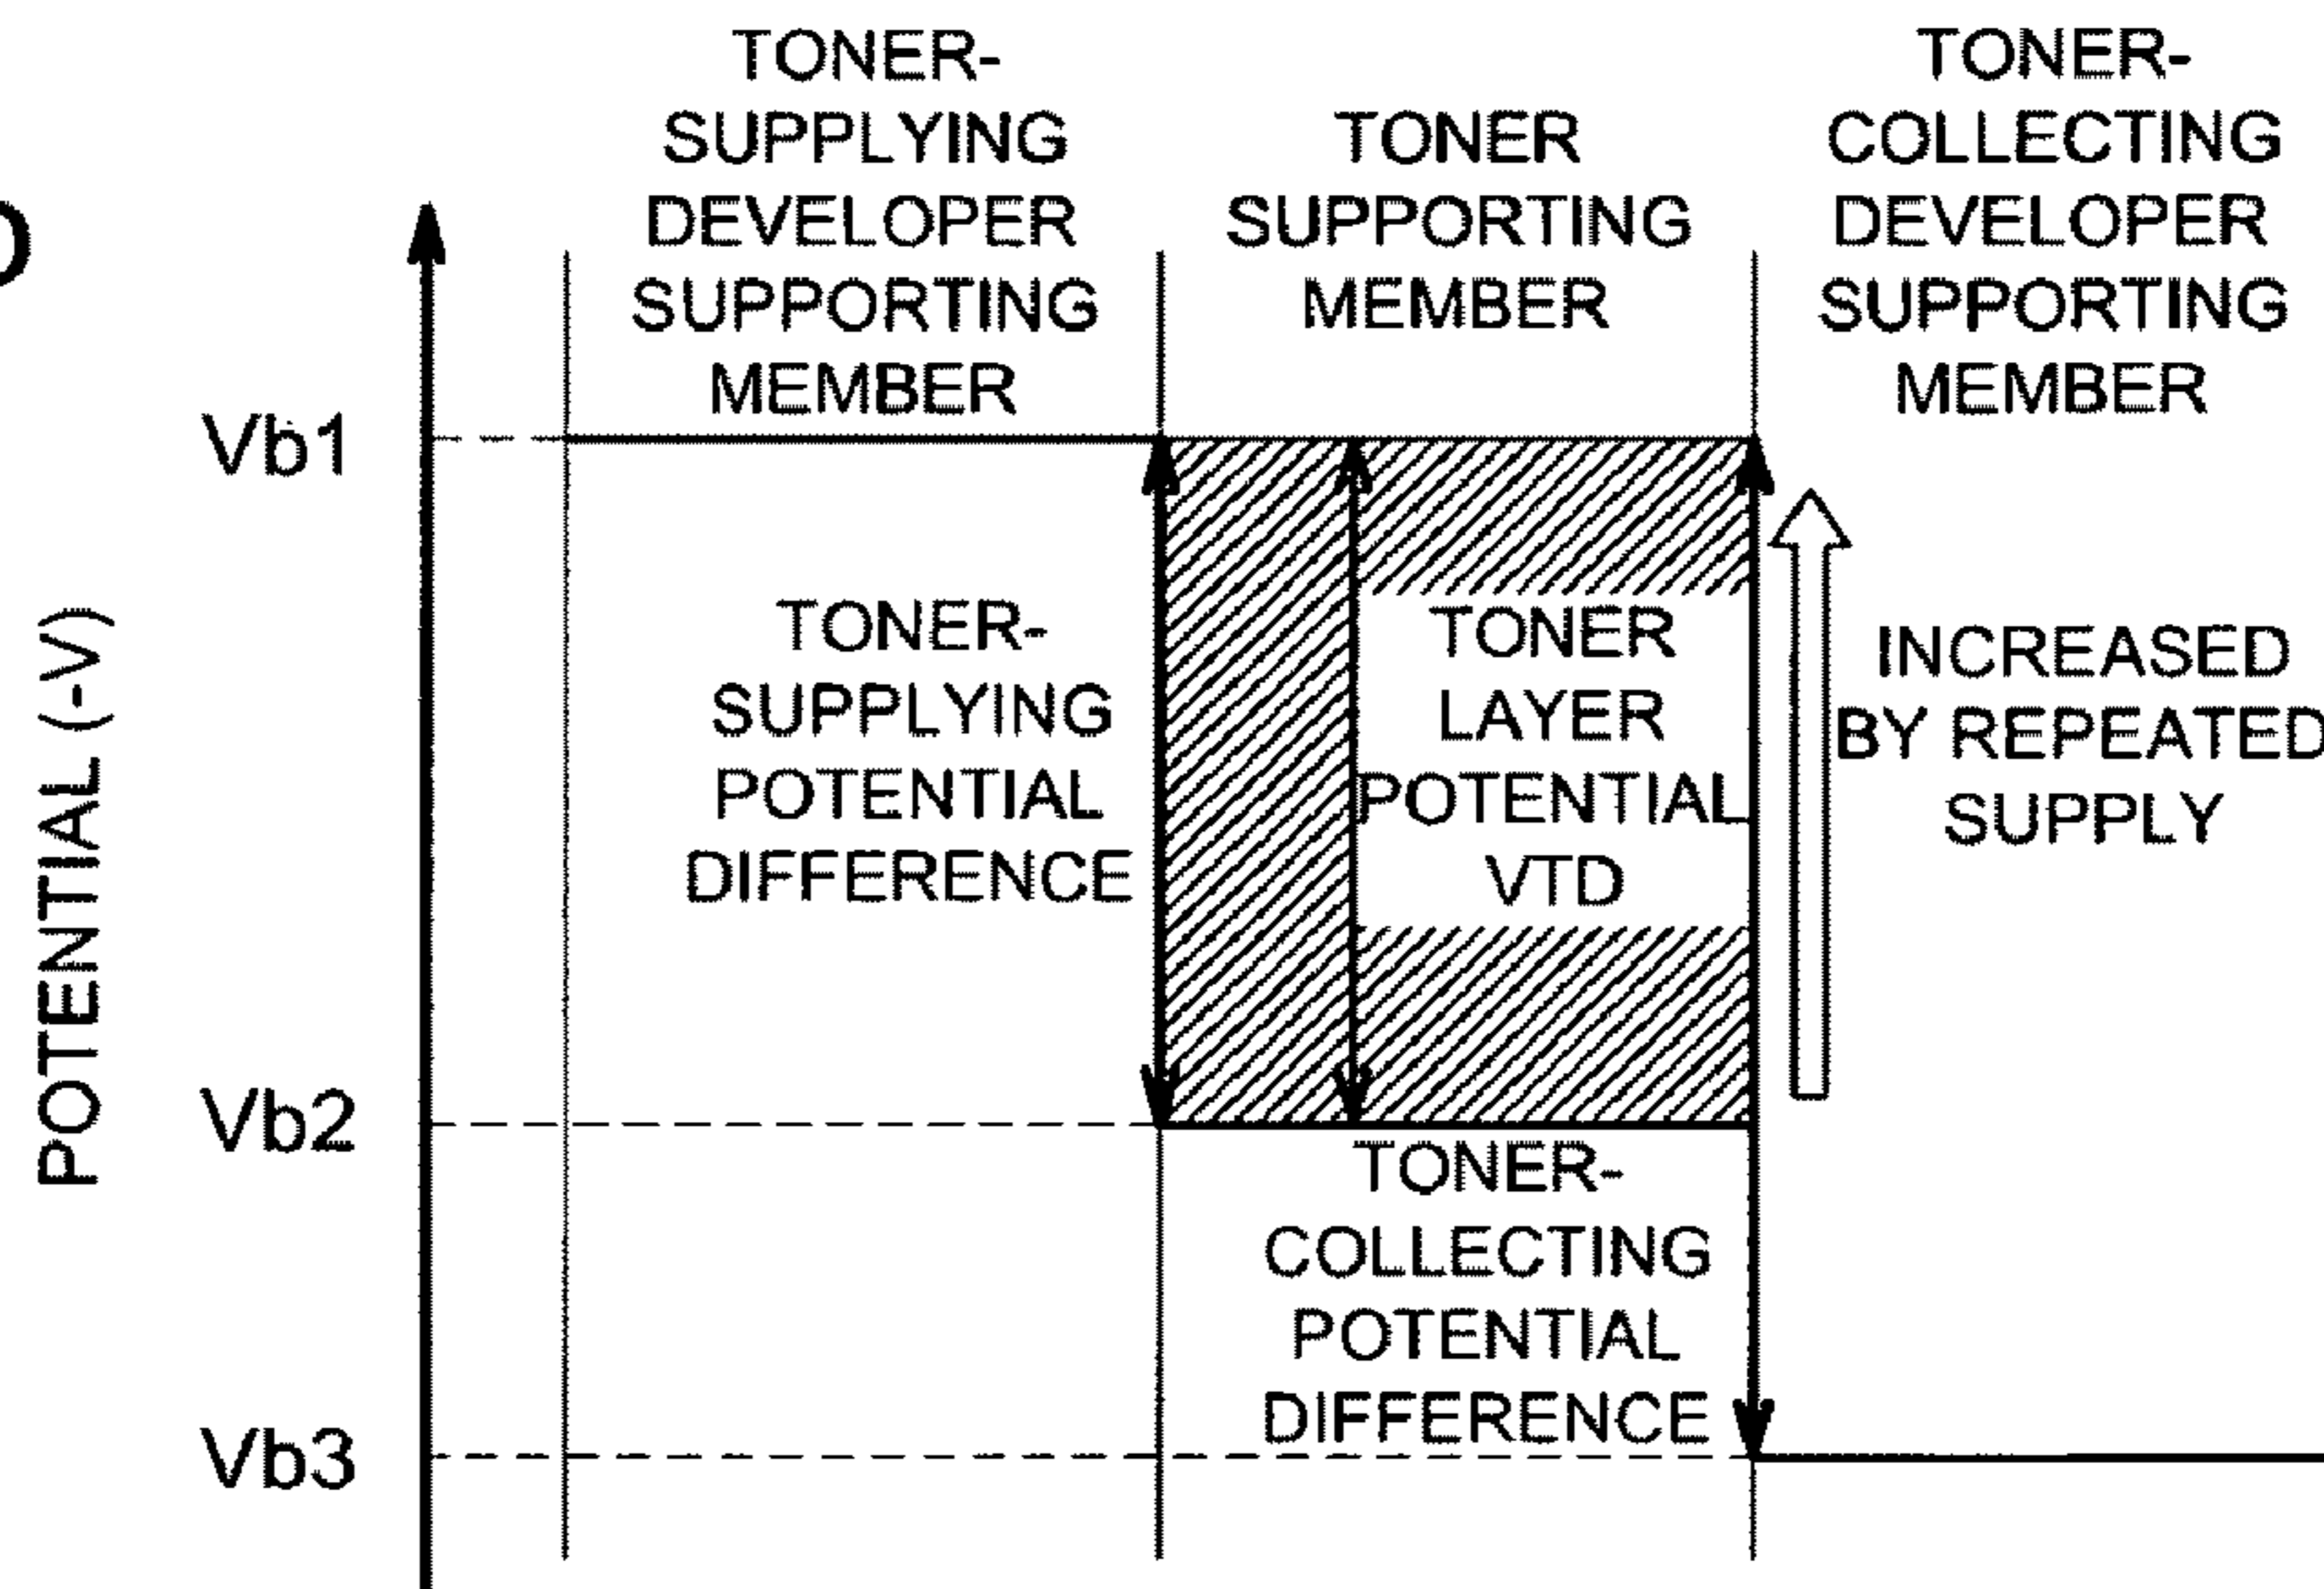 TONER-
SUPPLYING
DEVELOPER
SUPPORTING
MEMBER
TONER
SUPPORTING
MEMBER
TONER-
COLLECTING
DEVELOPER
SUPPORTING
MEMBER
Vb1
POTENTIAL (-V)
TONER-
SUPPLYING
POTENTIAL
DIFFERENCE
TONER
LAYER
POTENTIAL
VTD
INCREASED
BY REPEATED
SUPPLY
Vb2
TONER-
COLLECTING
POTENTIAL
DIFFERENCE
Vb3